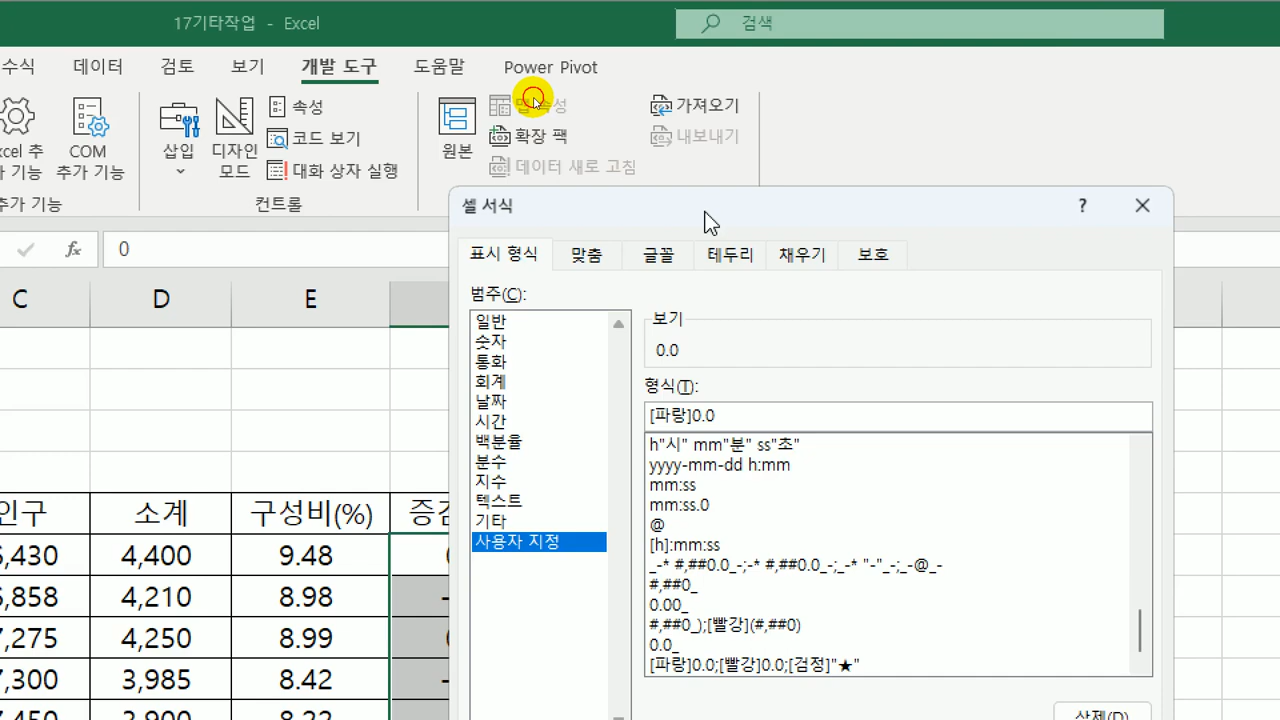 17기타작업 - Excel
검색
수식 데이터 검토 보기 개발 도구 도움말 Power Pivot
속성
코드 보기
대화 상자 실행
COM
추가 기능
삽입
디자인
모드
원본
맵 속성
확장 팩
데이터 새로 고침
가져오기
내보내기
추가 기능
컨트롤
fx 0
셀 서식
?
표시 형식 맞춤 글꼴 테두리 채우기 보호
범주(C):
일반
숫자
통화
회계
날짜
시간
백분율
분수
지수
텍스트
기타
사용자 지정
보기
0.0
형식(T):
[파랑]0.0
h"시" mm"분" ss"초"
yyyy-mm-dd h:mm
mm:ss
mm:ss.0
@
[h]:mm:ss
_-* #,##0.0_-;-* #,##0.0_-;_-* "-"_-;_-@_-
#,##0_
0.00_
#,##0_);[빨강](#,##0)
0.0_
[파랑]0.0;[빨강]0.0;[검정]"★"
삭제(D)
C D E
인구 소계 구성비(%)
,430 4,400 9.48
,858 4,210 8.98
,275 4,250 8.99
,300 3,985 8.42
,450 3,900 8.22